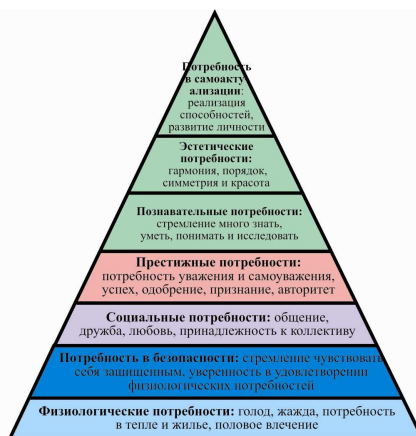 Потребность
в самоакту
ализации:
реализация
способностей,
развитие личности
Эстетические
потребности:
гармония, порядок,
симметрия и красота
Познавательные потребности:
стремление много знать,
уметь, понимать и исследовать
Престижные потребности:
потребность уважения и самоуважения,
успех, одобрение, признание, авторитет
Социальные потребности: общение,
дружба, любовь, принадлежность к коллективу
Потребность в безопасности: стремление чувствовать
себя защищенным, уверенность в удовлетворении
физиологических потребностей
Физиологические потребности: голод, жажда, потребность
в тепле и жилье, половое влечение